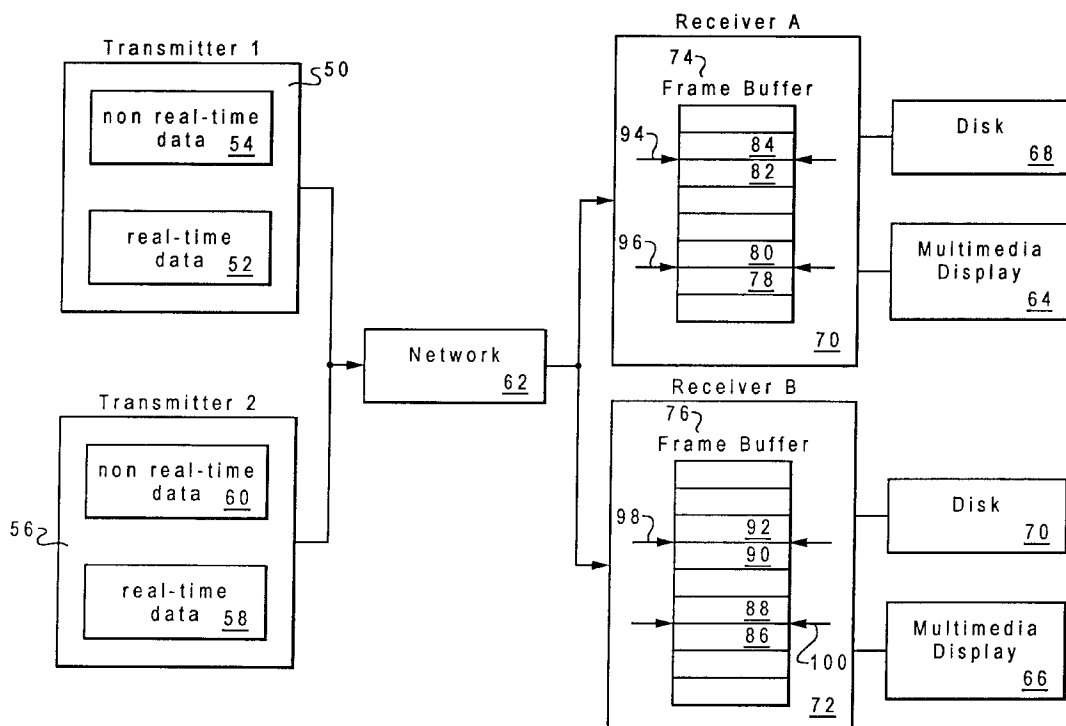 Transmitter 1
50
non real-time
data 54
real-time
data 52
Transmitter 2
56
non real-time
data 60
real-time
data 58
Network
62
Receiver A
74
Frame Buffer
94
84
82
96
80
78
70
Disk
68
Multimedia
Display
64
Receiver B
76
Frame Buffer
98
92
90
88
86
100
72
Disk
70
Multimedia
Display
66